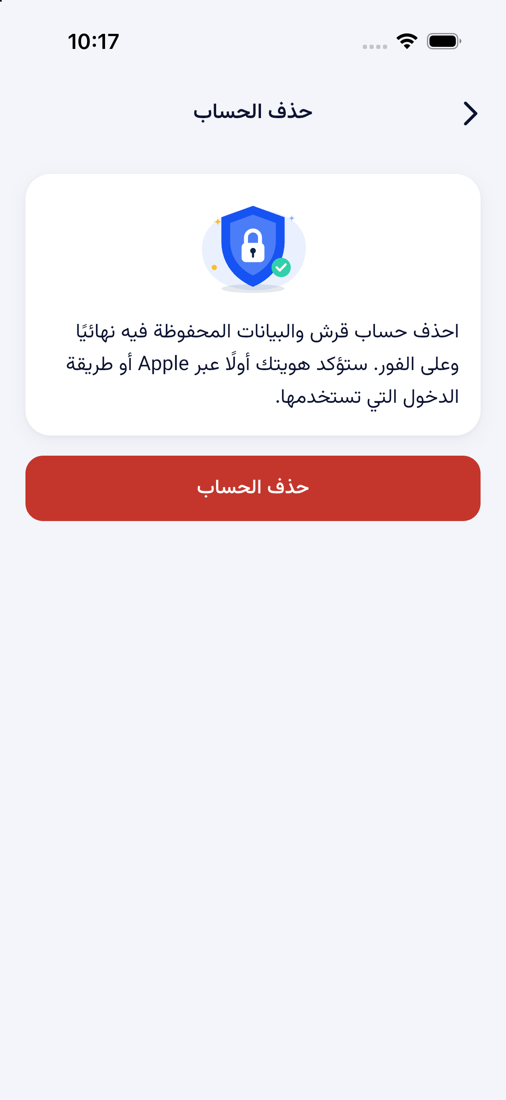 10:17
حذف الحساب
احذف حساب قرش والبيانات المحفوظة فيه نهائيًا
وعلى الفور. ستؤكد هويتك أولًا عبر Apple أو طريقة
الدخول التي تستخدمها.
حذف الحساب